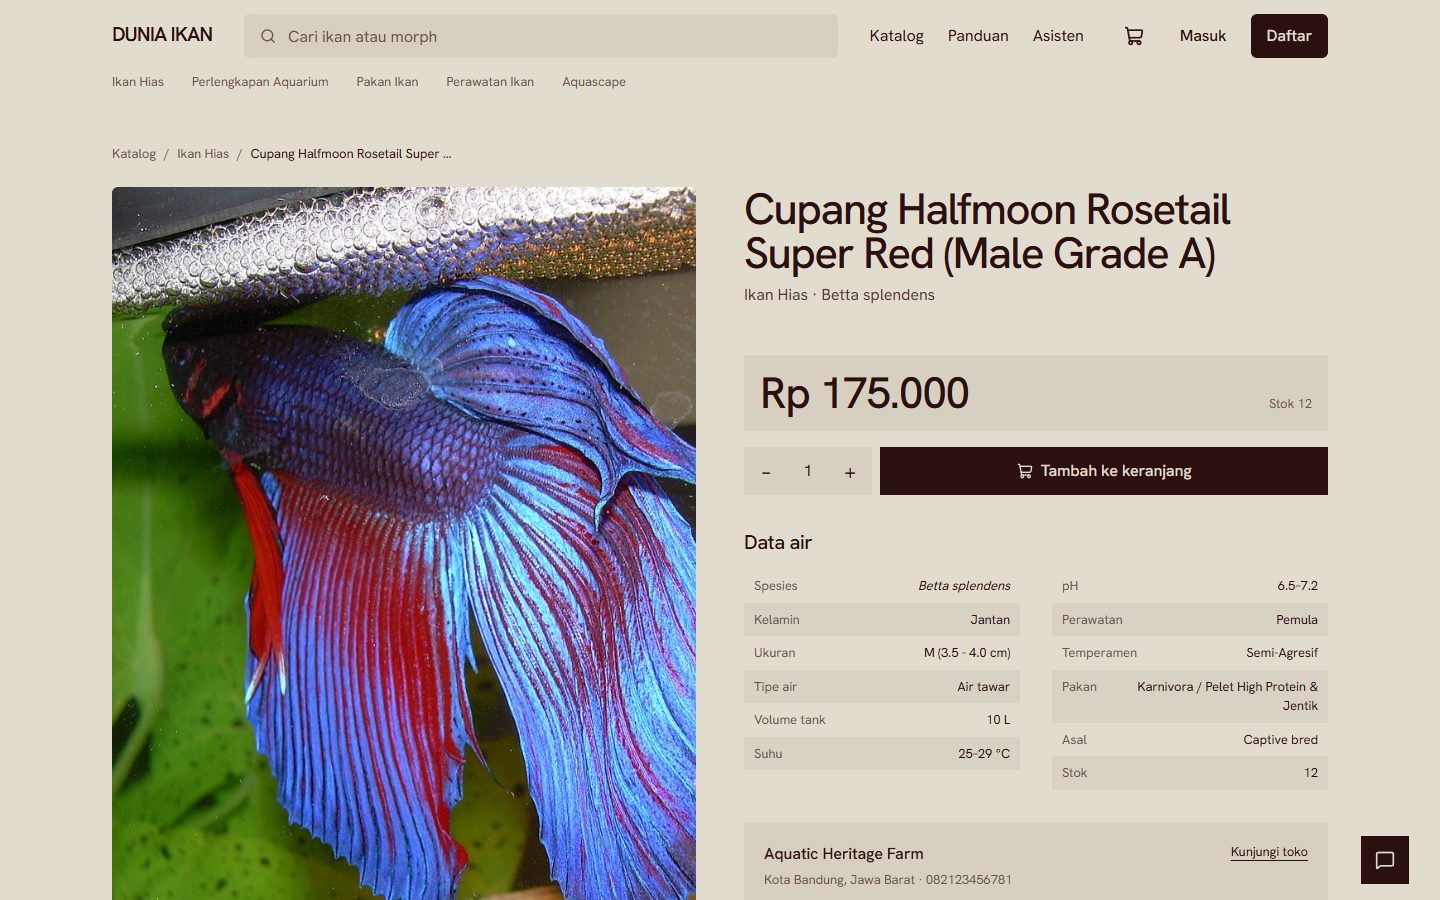 DUNIA IKAN
Cari ikan atau morph
Katalog
Panduan
Asisten
Masuk
Daftar
Ikan Hias
Perlengkapan Aquarium
Pakan Ikan
Perawatan Ikan
Aquascape
Katalog / Ikan Hias / Cupang Halfmoon Rosetail Super ...
Cupang Halfmoon Rosetail
Super Red (Male Grade A)
Ikan Hias · Betta splendens
Rp 175.000
Stok 12
- 1 +
Tambah ke keranjang
Data air
Spesies Betta splendens
Kelamin Jantan
Ukuran M (3.5 - 4.0 cm)
Tipe air Air tawar
Volume tank 10 L
Suhu 25–29 °C
pH 6.5–7.2
Perawatan Pemula
Temperamen Semi-Agresif
Pakan Karnivora / Pelet High Protein &
Jentik
Asal Captive bred
Stok 12
Aquatic Heritage Farm
Kunjungi toko
Kota Bandung, Jawa Barat · 082123456781